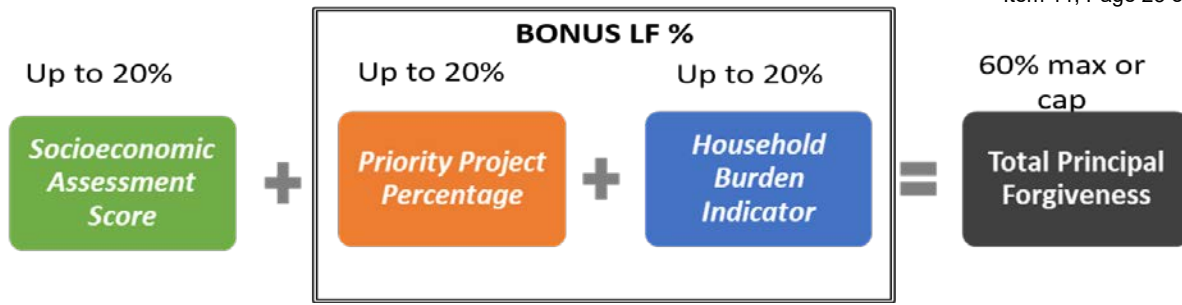 BONUS LF %
Up to 20%
Up to 20%
Up to 20%
60% max or
cap
Socioeconomic
Assessment
Score
+
Priority Project
Percentage
+
Household
Burden
Indicator
=
Total Principal
Forgiveness